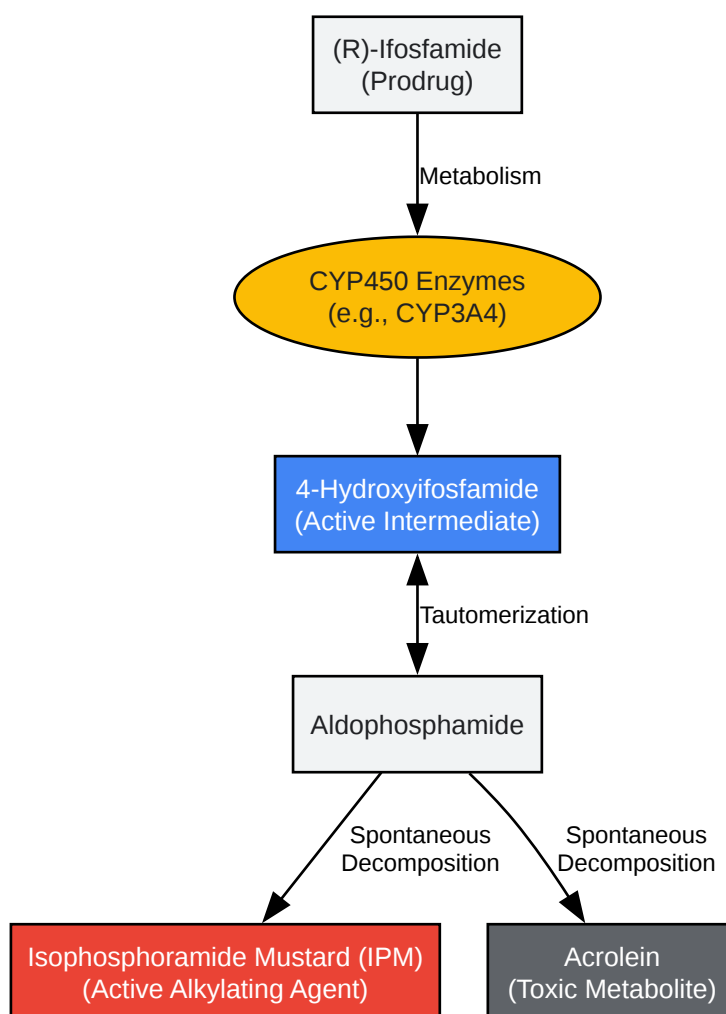 (R)-Ifosfamide
(Prodrug)
Metabolism
CYP450 Enzymes
(e.g., CYP3A4)
4-Hydroxyifosfamide
(Active Intermediate)
Tautomerization
Aldophosphamide
Spontaneous
Decomposition
Spontaneous
Decomposition
Isophosphoramide Mustard (IPM)
(Active Alkylating Agent)
Acrolein
(Toxic Metabolite)